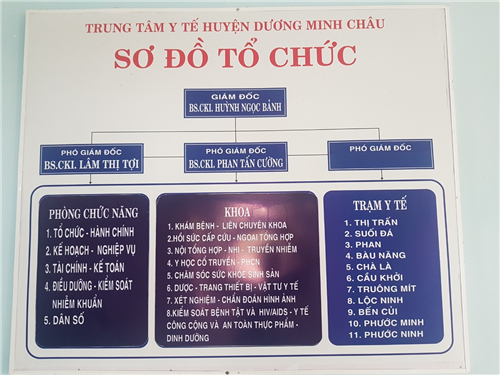 TRUNG TÂM Y TẾ HUYỆN DƯƠNG MINH CHÂU
SƠ ĐỒ TỔ CHỨC
GIÁM ĐỐC
BS.CKI. HUỲNH NGỌC BẢNH
PHÓ GIÁM ĐỐC
BS.CKI. LÂM THỊ TỢI
PHÓ GIÁM ĐỐC
BS.CKI. PHAN TẤN CƯỜNG
PHÓ GIÁM ĐỐC
PHÒNG CHỨC NĂNG
1. TỔ CHỨC - HÀNH CHÍNH
2. KẾ HOẠCH - NGHIỆP VỤ
3. TÀI CHÍNH - KẾ TOÁN
4. ĐIỀU DƯỠNG - KIỂM SOÁT
NHIỄM KHUẨN
5. DÂN SỐ
KHOA
1.KHÁM BỆNH - LIÊN CHUYÊN KHOA
2.HỒI SỨC CẤP CỨU - NGOẠI TỔNG HỢP
3. NỘI TỔNG HỢP - NHI - TRUYỀN NHIỄM
4. Y HỌC CỔ TRUYỀN - PHCN
5. CHĂM SÓC SỨC KHỎE SINH SẢN
6. DƯỢC - TRANG THIẾT BỊ - VẬT TƯ Y TẾ
7. XÉT NGHIỆM - CHẨN ĐOÁN HÌNH ẢNH
8.KIỂM SOÁT BỆNH TẬT VÀ HIV/AIDS - Y TẾ
CÔNG CỘNG VÀ AN TOÀN THỰC PHẨM -
DINH DƯỠNG
TRẠM Y TẾ
1. THỊ TRẤN
2. SUỐI ĐÁ
3. PHAN
4. BÀU NĂNG
5. CHÀ LÀ
6. CẦU KHỞI
7. TRUÔNG MÍT
8. LỘC NINH
9. BẾN CỦI
10. PHƯỚC MINH
11. PHƯỚC NINH